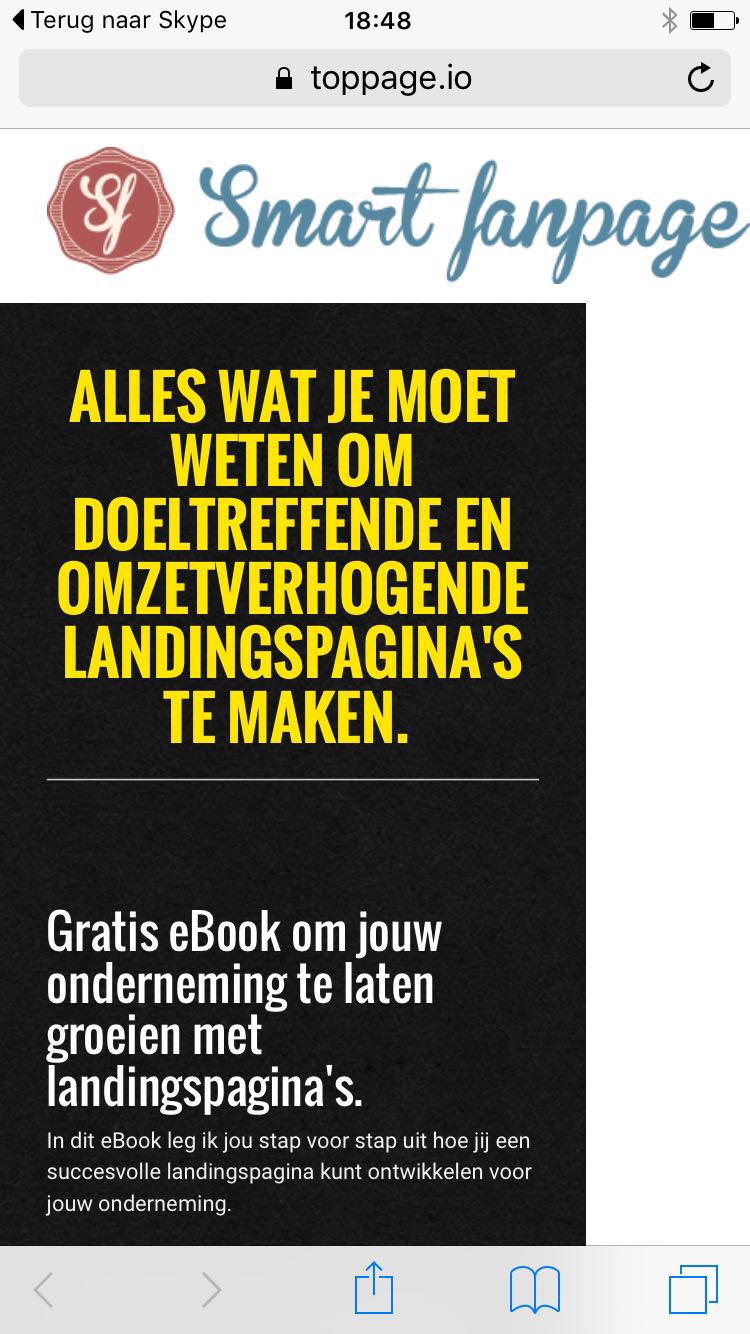 Terug naar Skype
18:48
toppage.io
Sf Smart fanpage
ALLES WAT JE MOET
WETEN OM
DOELTREFFENDE EN
OMZETVERHOGENDE
LANDINGSPAGINA'S
TE MAKEN.
Gratis eBook om jouw
onderneming te laten
groeien met
landingspagina's.
In dit eBook leg ik jou stap voor stap uit hoe jij een
succesvolle landingspagina kunt ontwikkelen voor
jouw onderneming.